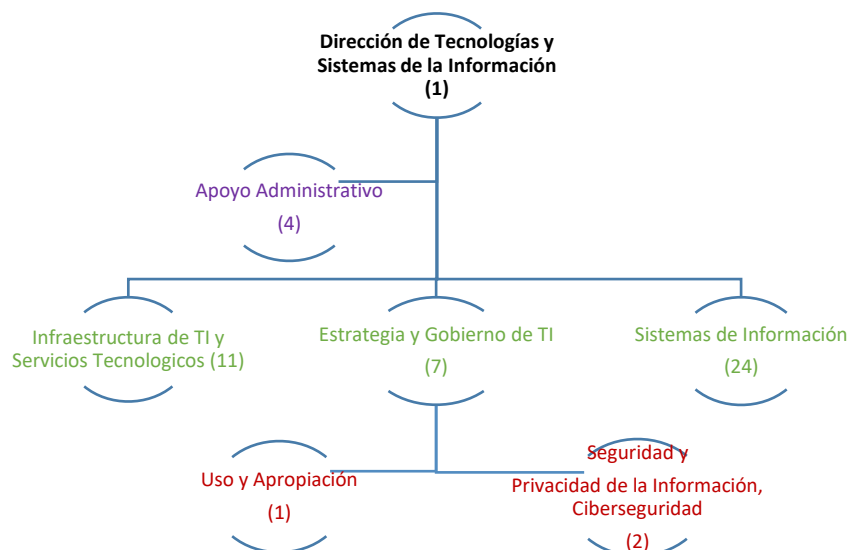 Dirección de Tecnologías y
Sistemas de la Información
(1)
Apoyo Administrativo
(4)
Infraestructura de TI y
Servicios Tecnologicos (11)
Estrategia y Gobierno de TI
(7)
Sistemas de Información
(24)
Uso y Apropiación
(1)
Seguridad y
Privacidad de la Información,
Ciberseguridad
(2)